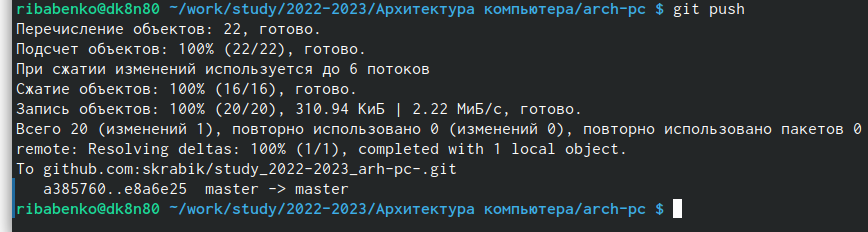 ribabenko@dk8n80 ~/work/study/2022-2023/Архитектура компьютера/arch-pc $ git push
Перечисление объектов: 22, готово.
Подсчет объектов: 100% (22/22), готово.
При сжатии изменений используется до 6 потоков
Сжатие объектов: 100% (16/16), готово.
Запись объектов: 100% (20/20), 310.94 КиБ | 2.22 МиБ/с, готово.
Всего 20 (изменений 1), повторно использовано 0 (изменений 0), повторно использовано пакетов 0
remote: Resolving deltas: 100% (1/1), completed with 1 local object.
To github.com:skrabik/study_2022-2023_arh-pc-.git
   a385760..e8a6e25  master -> master
ribabenko@dk8n80 ~/work/study/2022-2023/Архитектура компьютера/arch-pc $